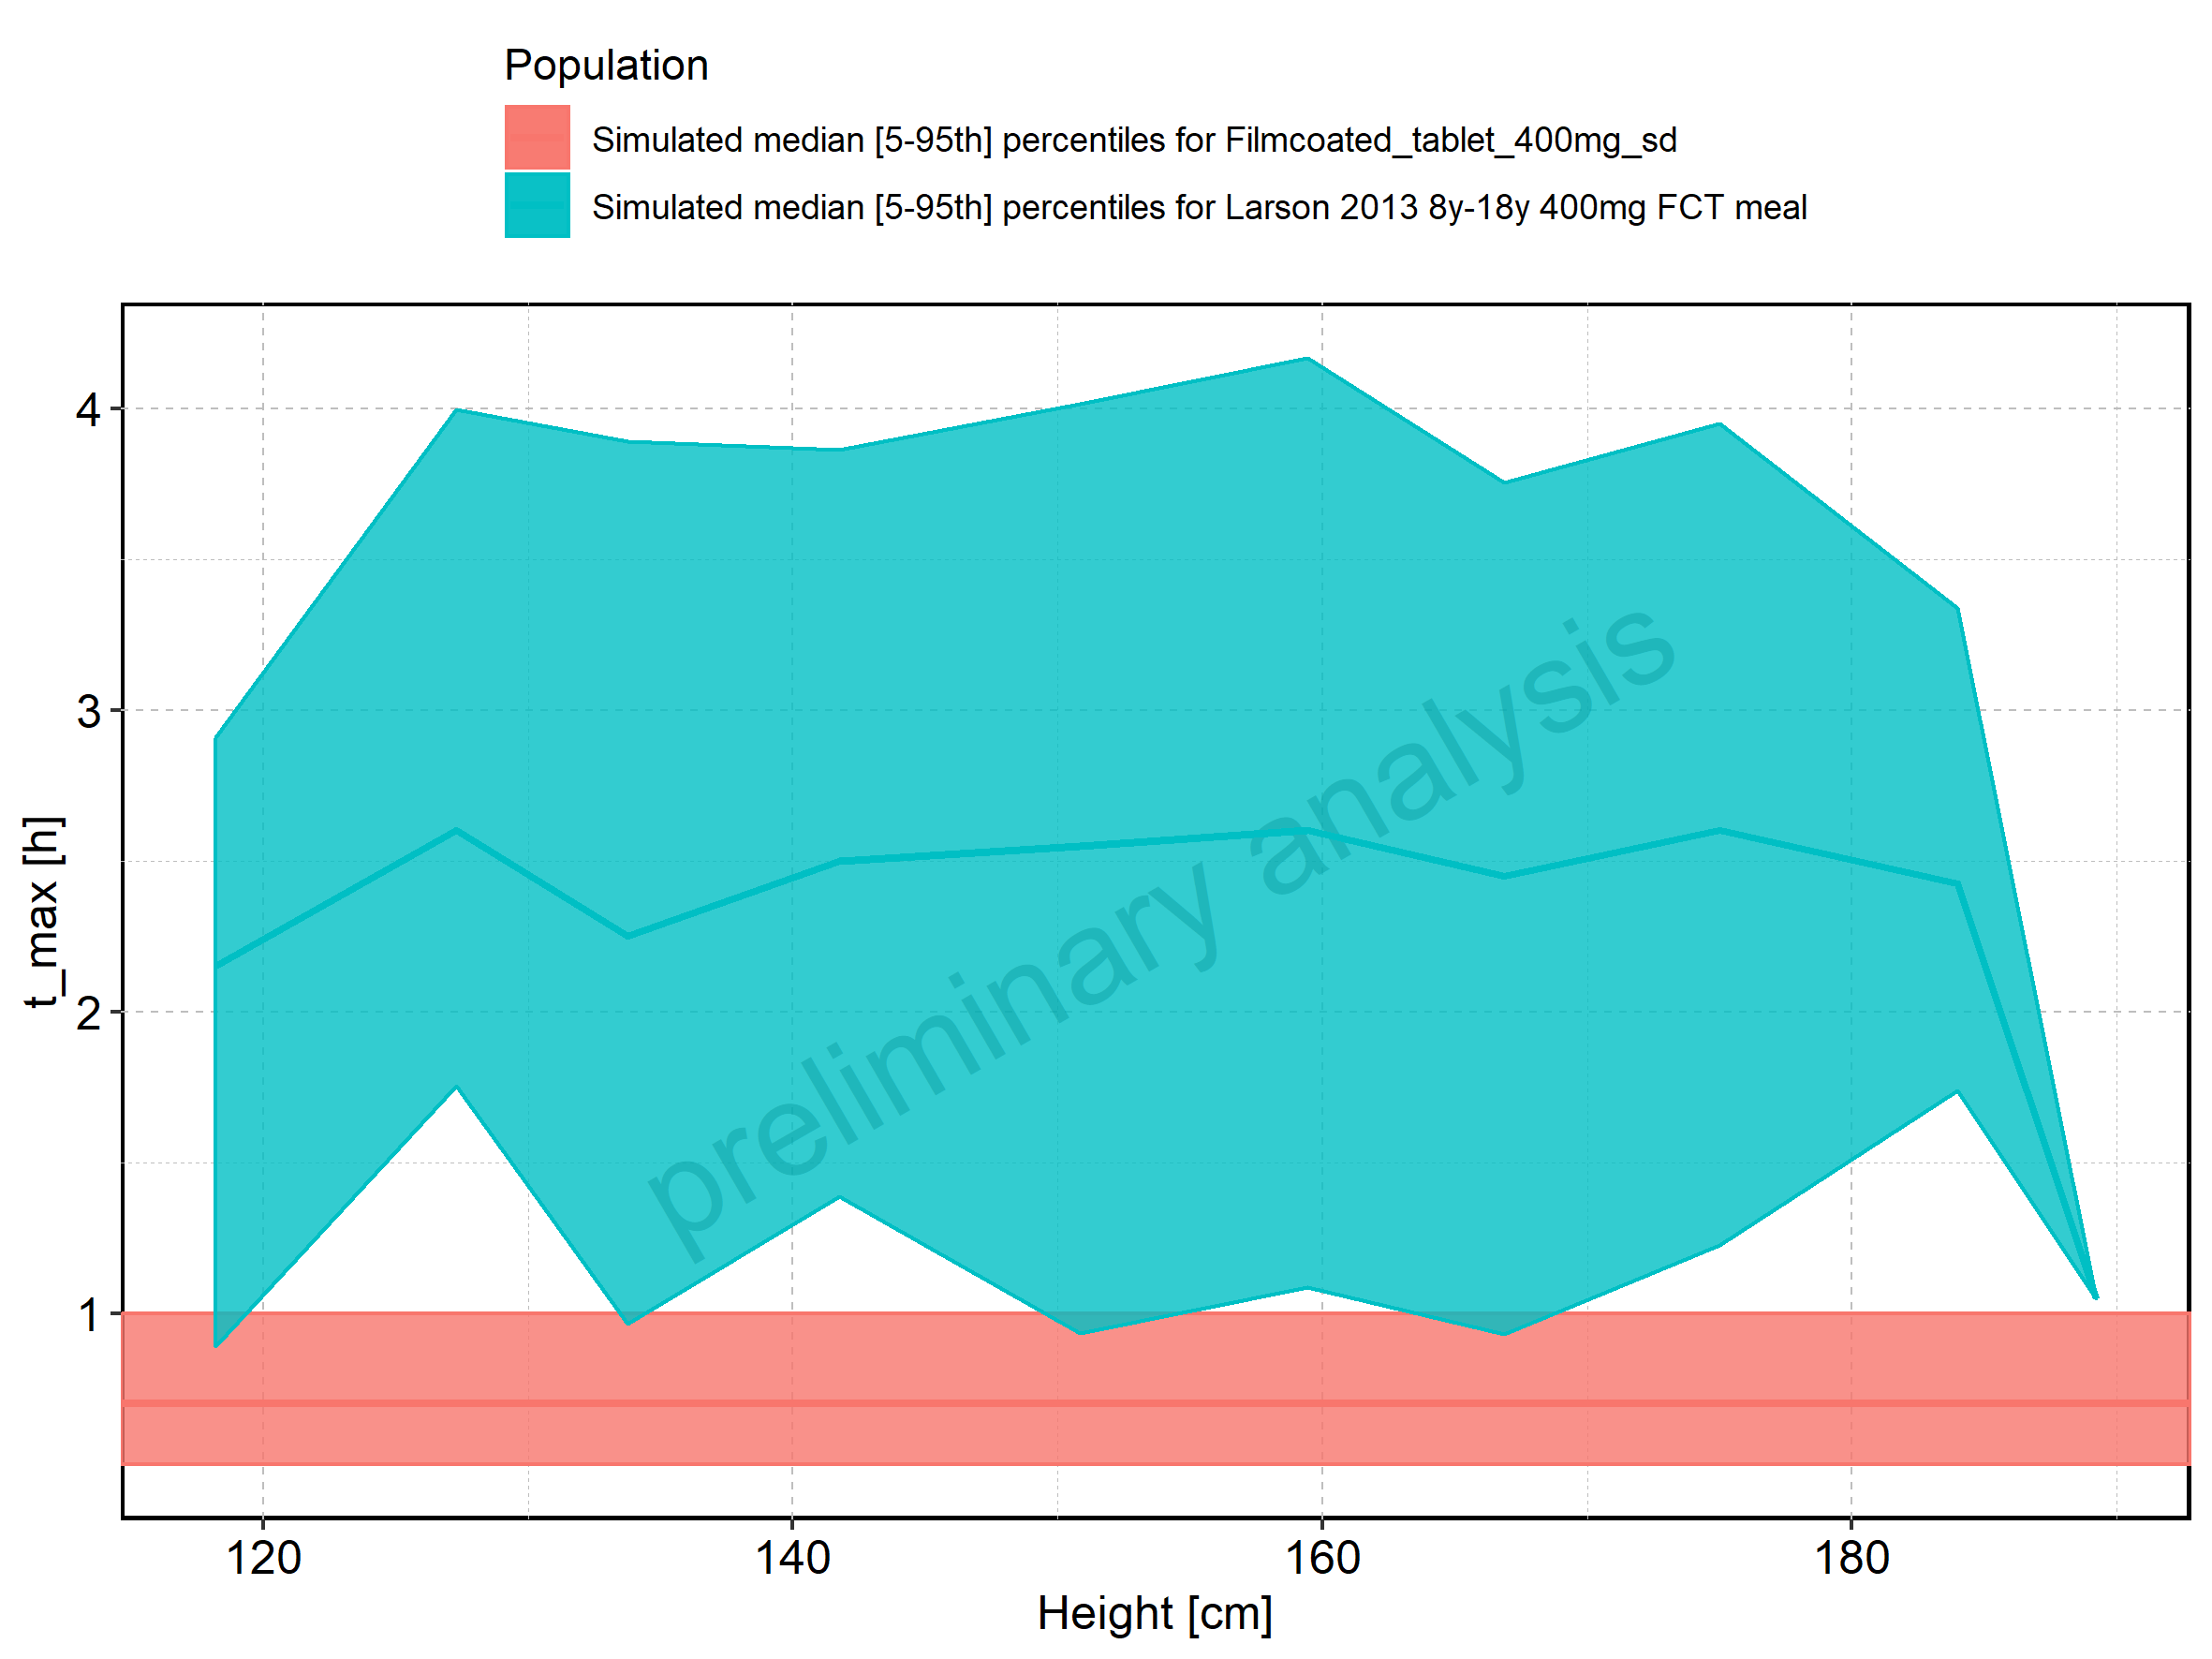 Population
Simulated median [5-95th] percentiles for Filmcoated_tablet_400mg_sd
Simulated median [5-95th] percentiles for Larson 2013 8y-18y 400mg FCT meal
4
3
2
1
t_max [h]
preliminary analysis
120 140 160 180
Height [cm]